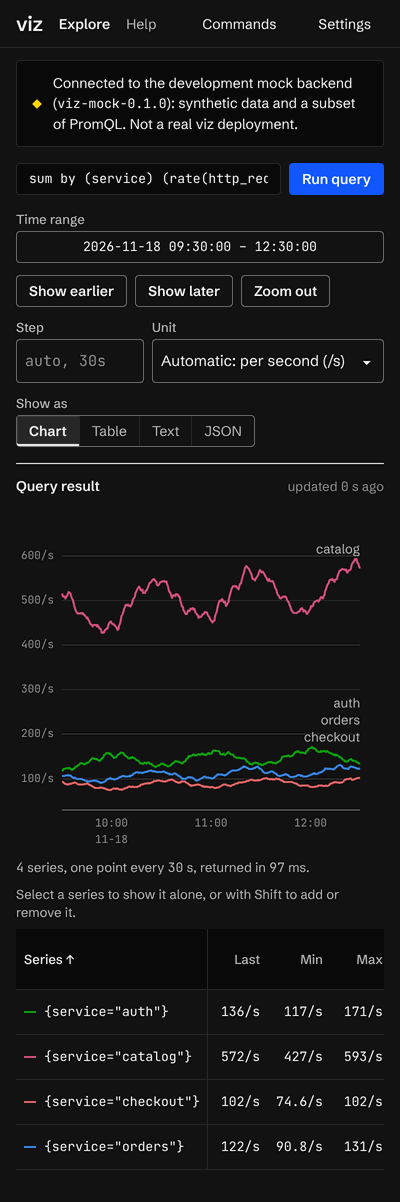 viz Explore Help Commands Settings
Connected to the development mock backend
(viz-mock-0.1.0): synthetic data and a subset
of PromQL. Not a real viz deployment.
sum by (service) (rate(http_rec Run query
Time range
2026-11-18 09:30:00 – 12:30:00
Show earlier Show later Zoom out
Step Unit
auto, 30s Automatic: per second (/s)
Show as
Chart Table Text JSON
Query result updated 0 s ago
catalog
600/s
500/s
400/s
300/s
auth
orders
200/s
checkout
100/s
10:00 11:00 12:00
11-18
4 series, one point every 30 s, returned in 97 ms.
Select a series to show it alone, or with Shift to add or
remove it.
Series ↑ Last Min Max
{service="auth"} 136/s 117/s 171/s
{service="catalog"} 572/s 427/s 593/s
{service="checkout"} 102/s 74.6/s 102/s
{service="orders"} 122/s 90.8/s 131/s